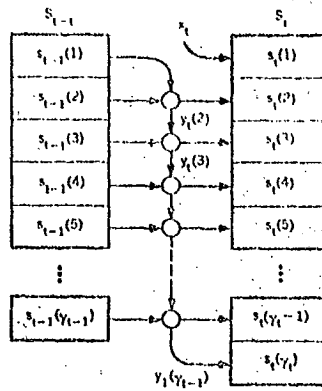 S_{t-1}
S_t
x_t
s_{t-1}(1)
s_t(1)
s_{t-1}(2)
s_t(2)
y_t(2)
s_{t-1}(3)
s_t(3)
y_t(3)
s_{t-1}(4)
s_t(4)
s_{t-1}(5)
s_t(5)
s_{t-1}(γ_{t-1})
s_t(γ_t-1)
y_t(γ_{t-1})
s_t(γ_t)